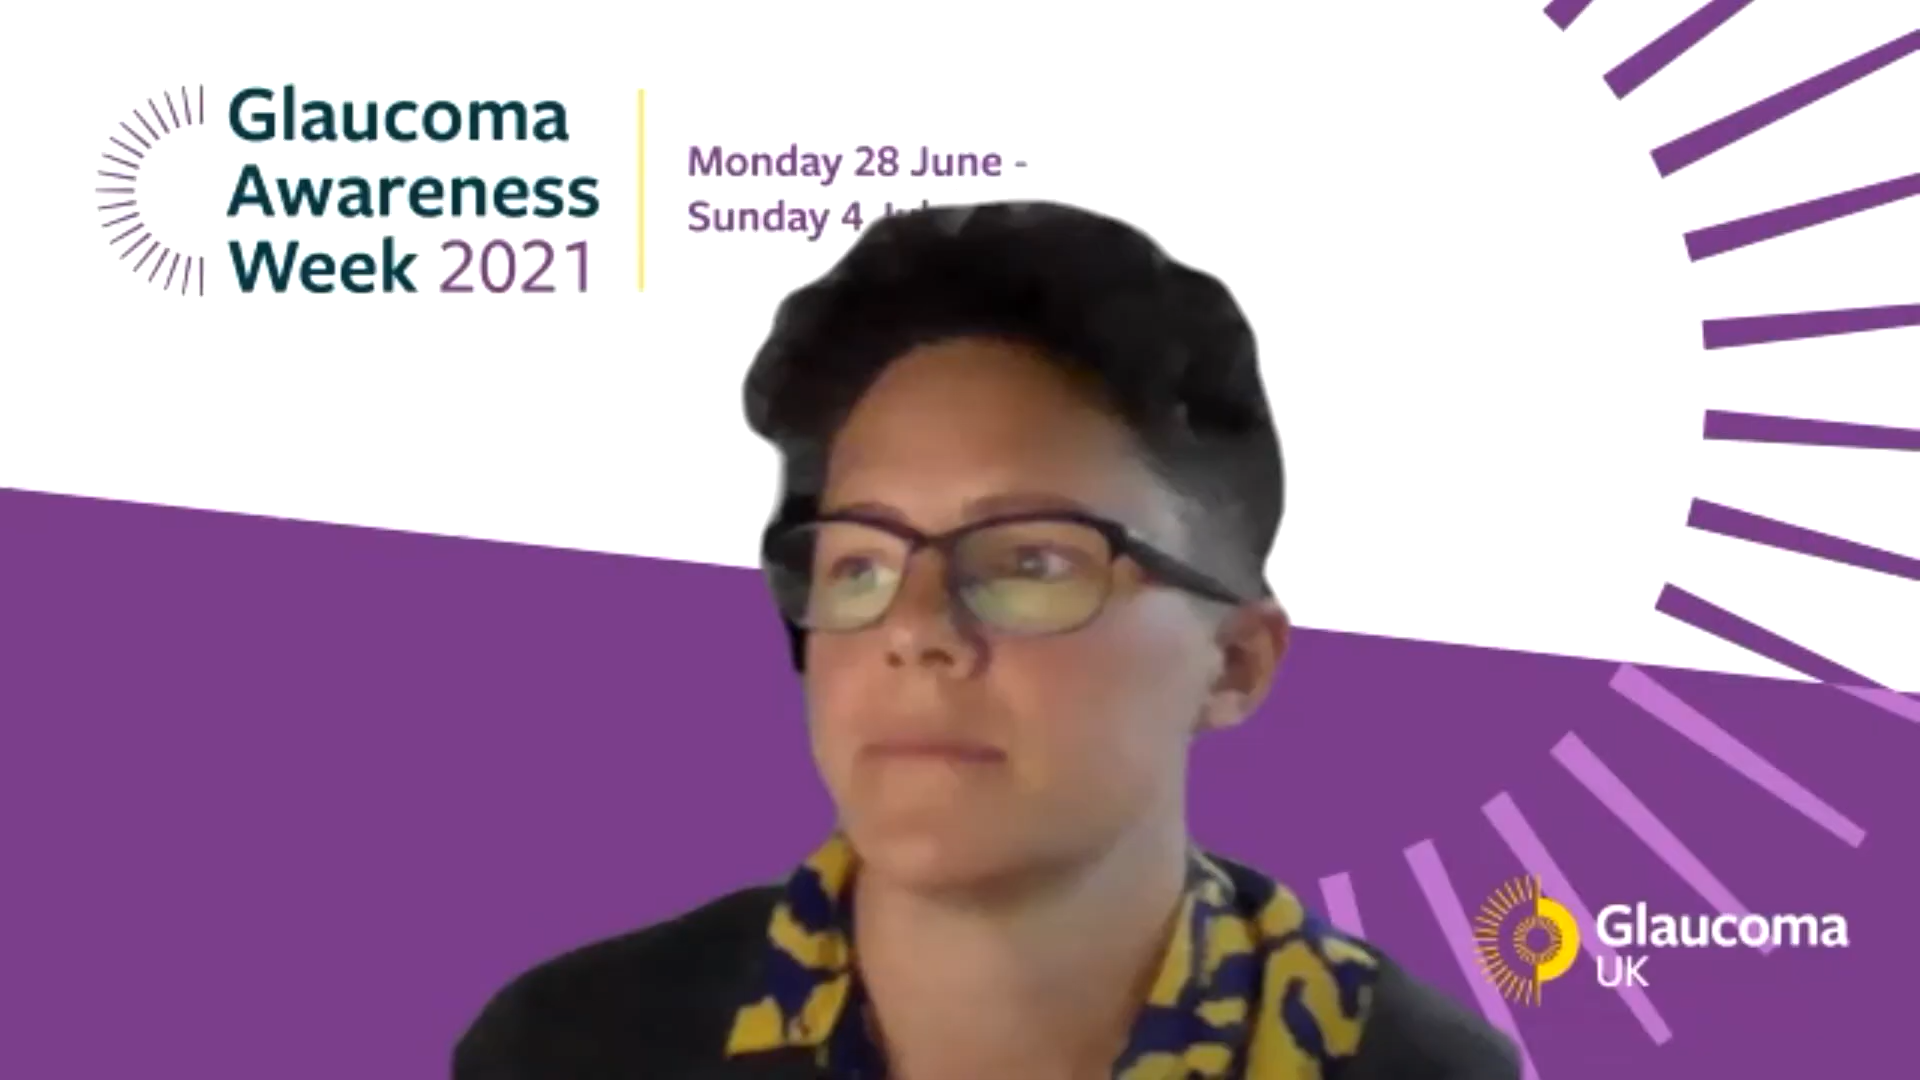 Glaucoma
Awareness
Week 2021
Monday 28 June -
Sunday 4
Glaucoma
UK